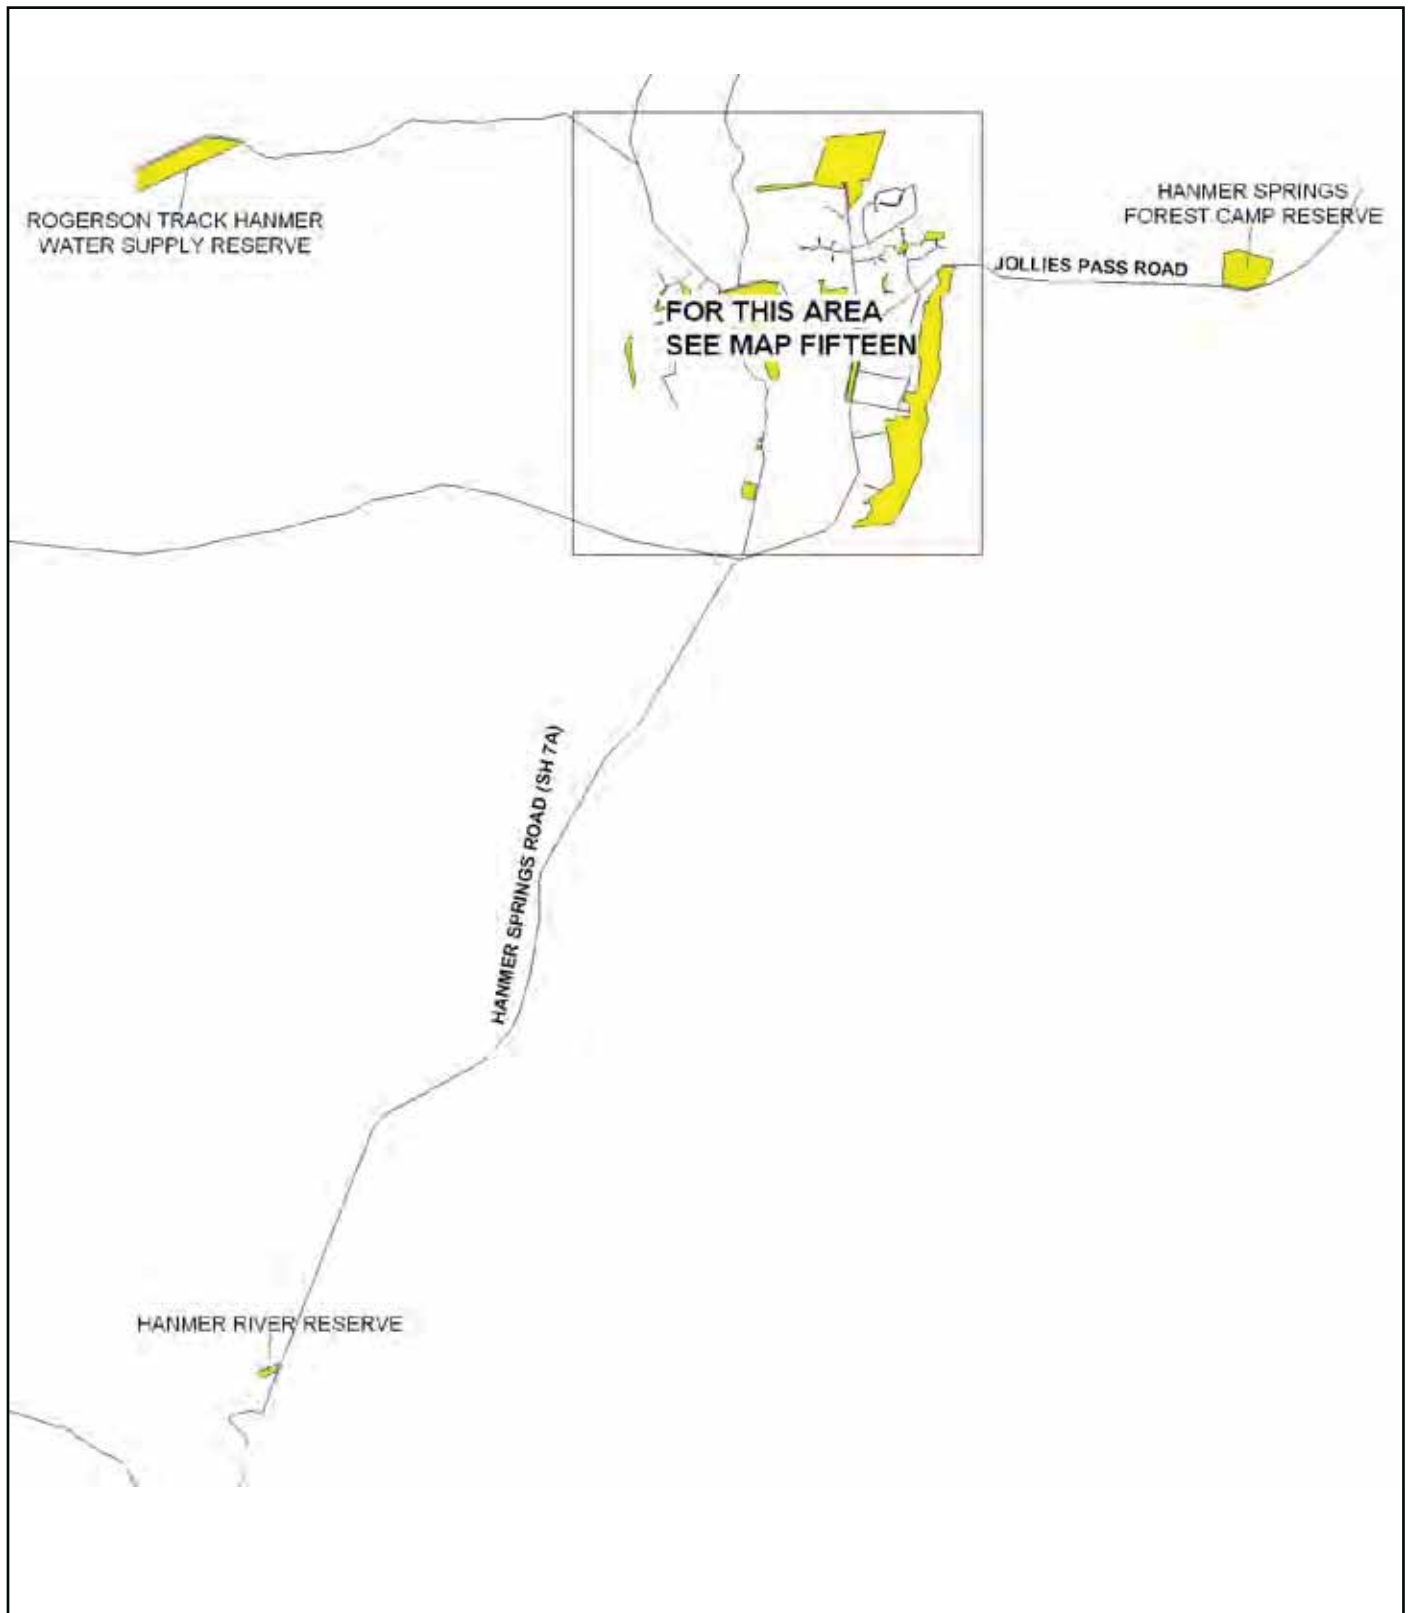 HANMER SPRINGS
FOREST CAMP RESERVE
ROGERSON TRACK HANMER
WATER SUPPLY RESERVE
JOLLIES PASS ROAD
FOR THIS AREA
SEE MAP FIFTEEN
HANMER SPRINGS ROAD (SH 7A)
HANMER RIVER RESERVE